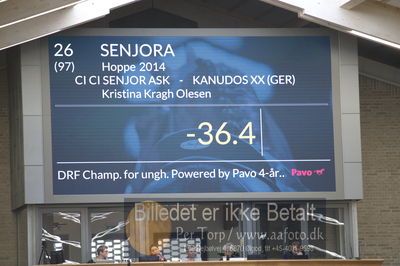 26 SENJORA
(97) Hoppe 2014
CI CI SENJOR ASK - KANUDOS XX (GER)
Kristina Kragh Olesen
-36.4
DRF Champ. for ungh. Powered by Pavo 4-år.. Pavo
Billedet er ikke Betalt
Per Torp / www.aafoto.dk